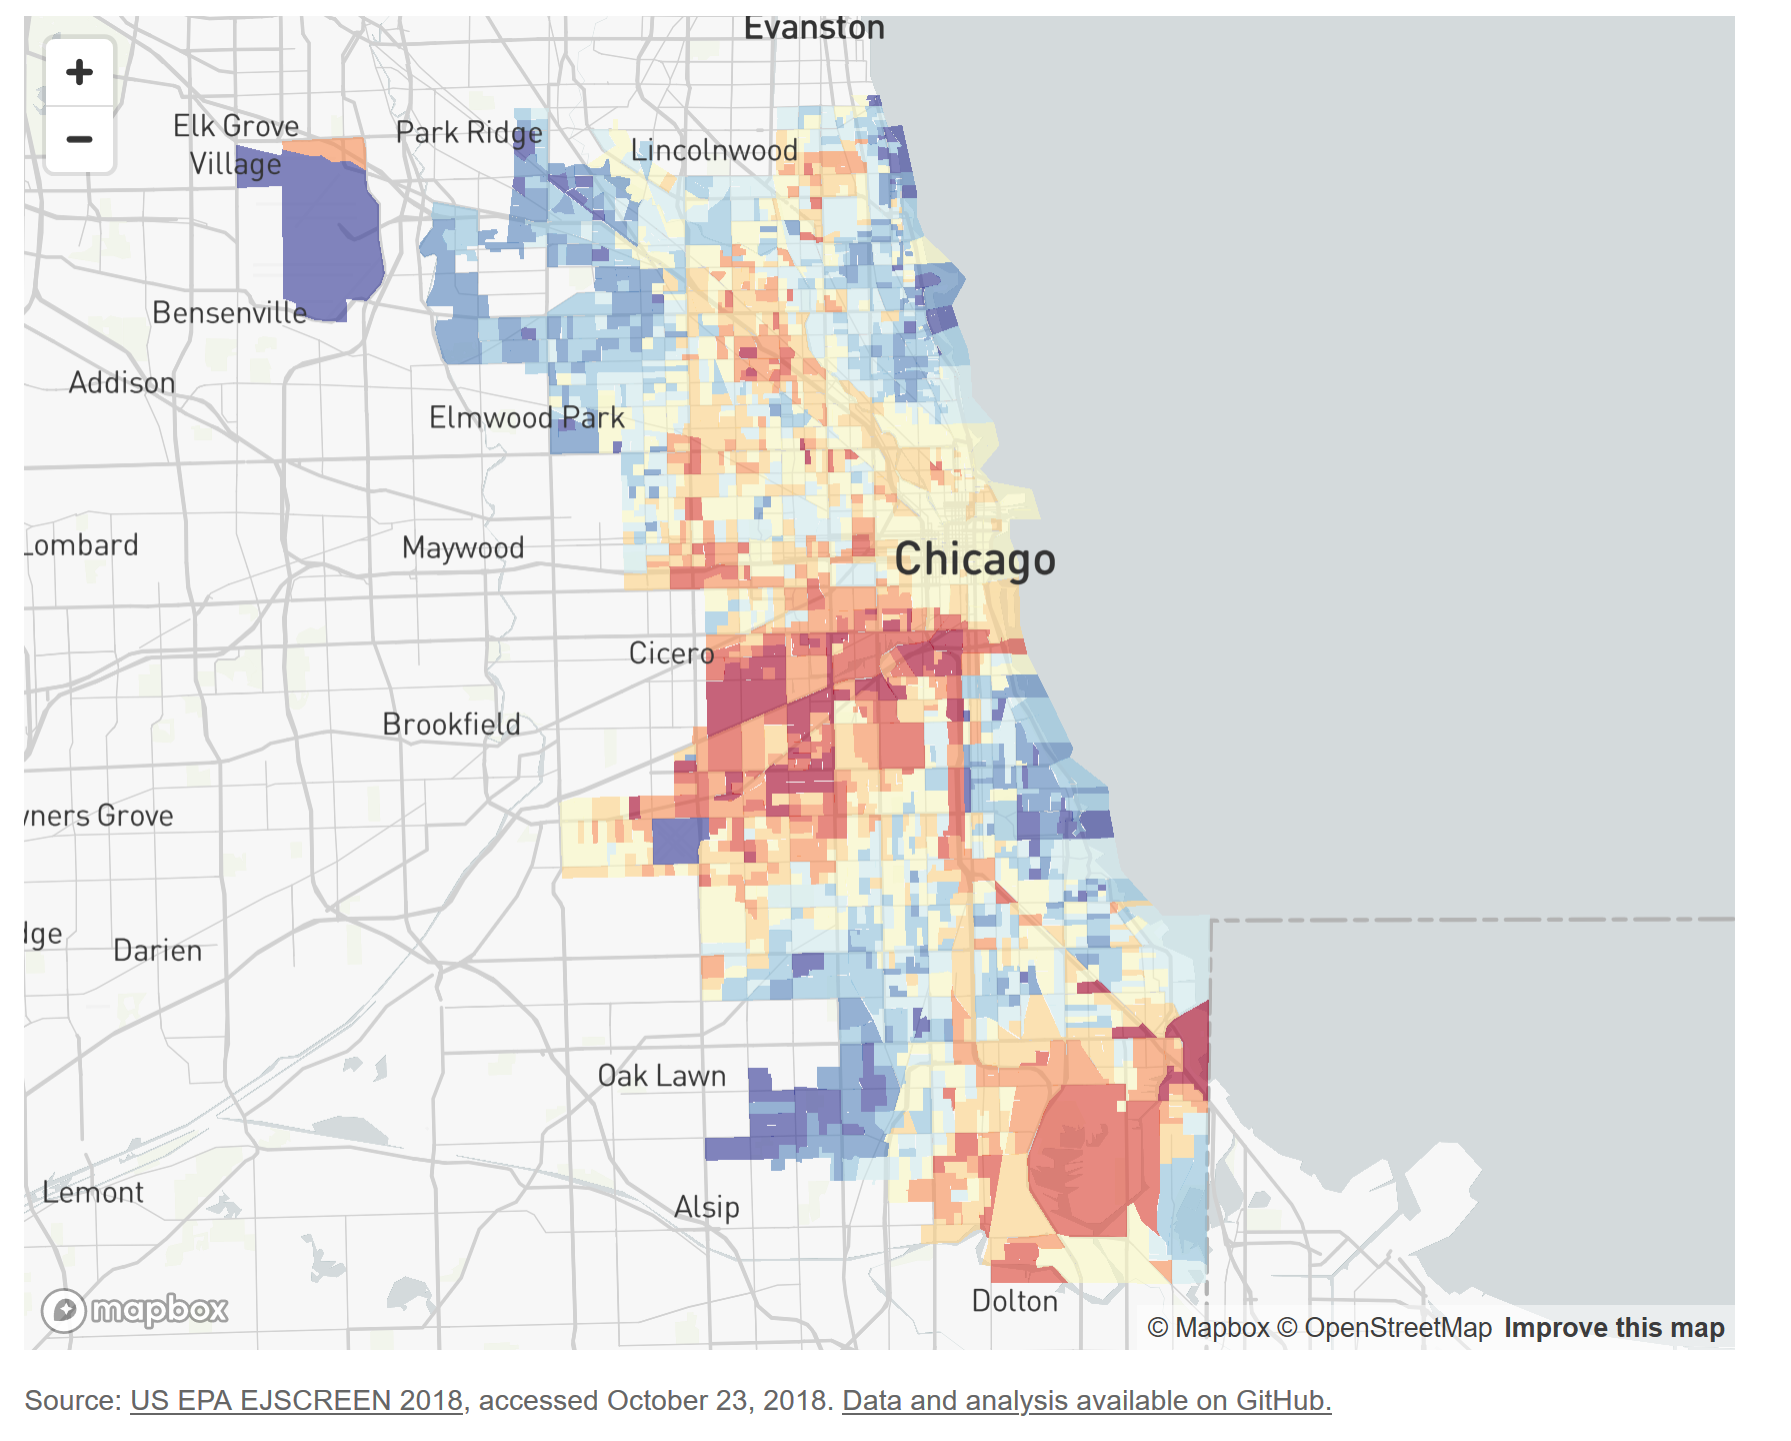 Evanston
+
−
Elk Grove
Village
Park Ridge
Lincolnwood
Bensenville
Addison
Elmwood Park
Lombard
Maywood
Chicago
Cicero
Brookfield
wners Grove
dge
Darien
Oak Lawn
Lemont
Alsip
Dolton
mapbox
© Mapbox © OpenStreetMap Improve this map
Source: US EPA EJSCREEN 2018, accessed October 23, 2018. Data and analysis available on GitHub.